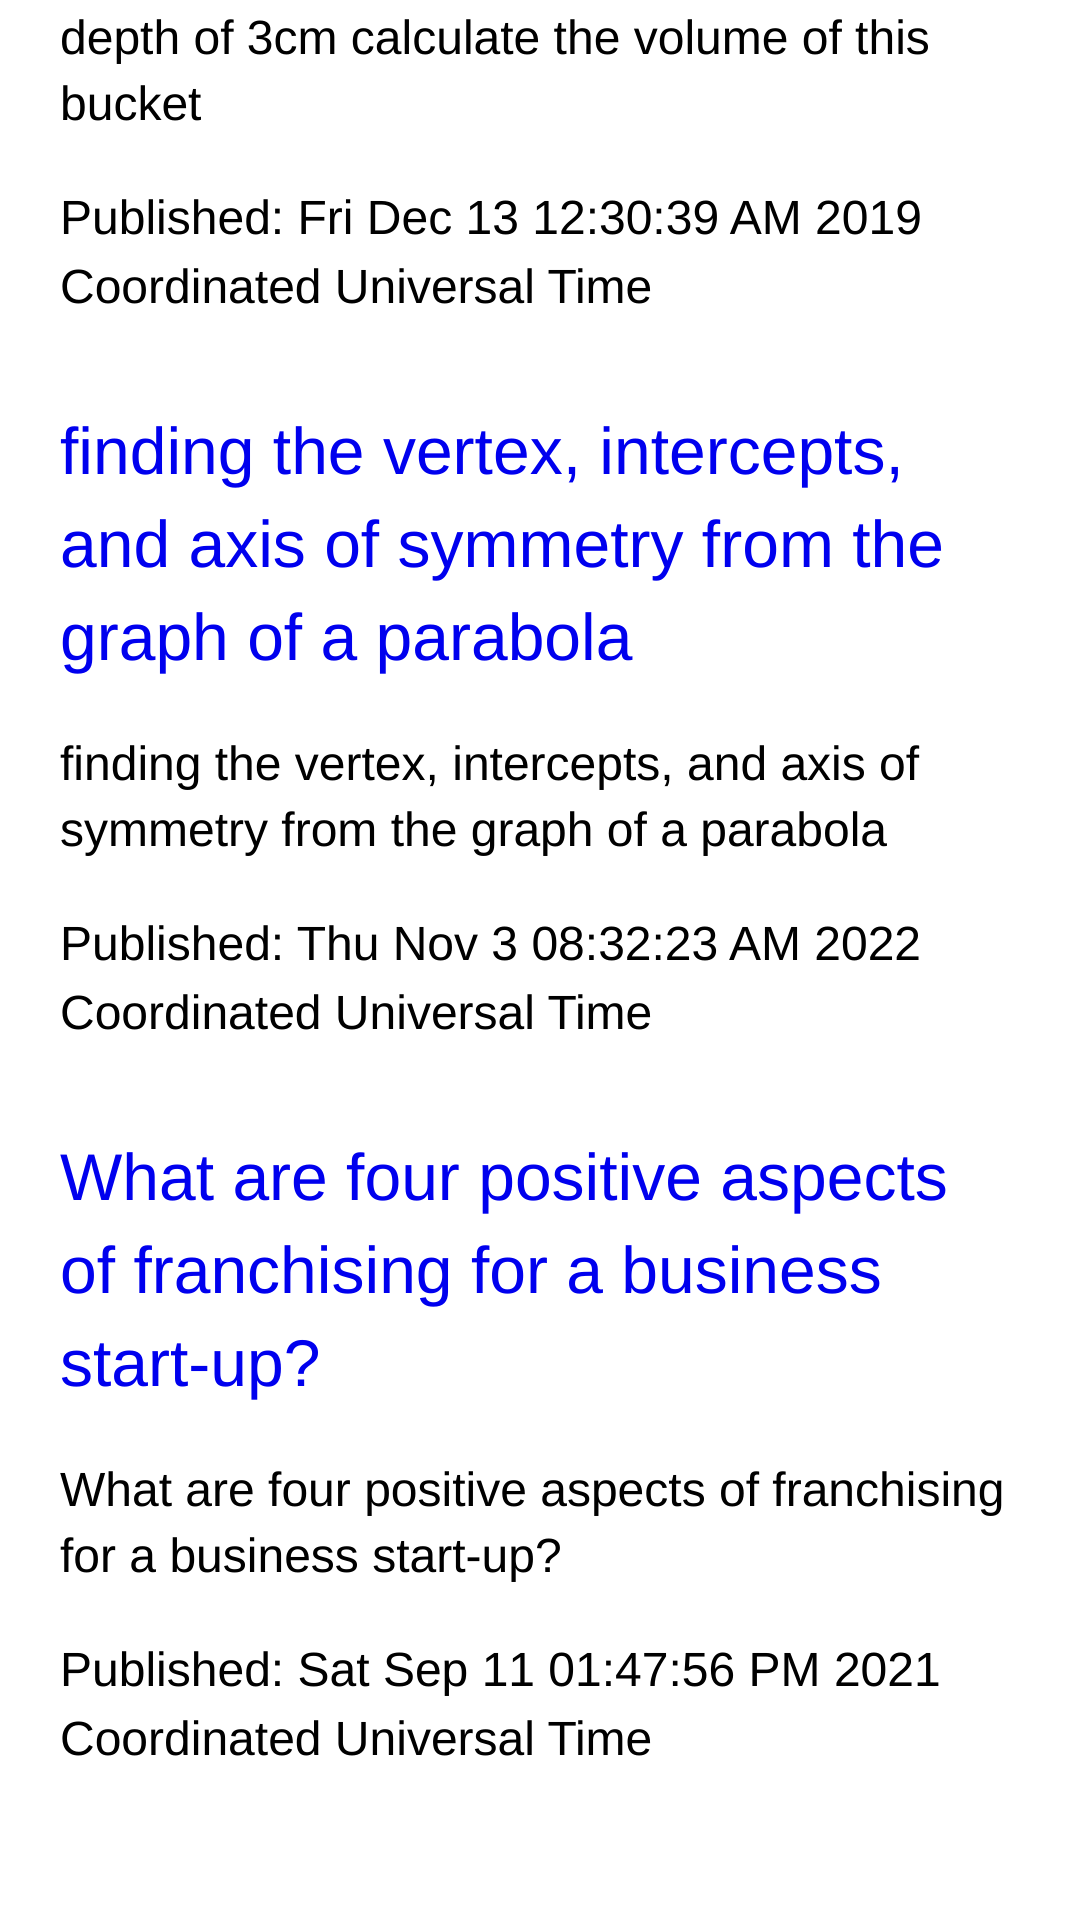 depth of 3cm calculate the volume of this
bucket
Published: Fri Dec 13 12:30:39 AM 2019
Coordinated Universal Time
finding the vertex, intercepts,
and axis of symmetry from the
graph of a parabola
finding the vertex, intercepts, and axis of
symmetry from the graph of a parabola
Published: Thu Nov 3 08:32:23 AM 2022
Coordinated Universal Time
What are four positive aspects
of franchising for a business
start-up?
What are four positive aspects of franchising
for a business start-up?
Published: Sat Sep 11 01:47:56 PM 2021
Coordinated Universal Time